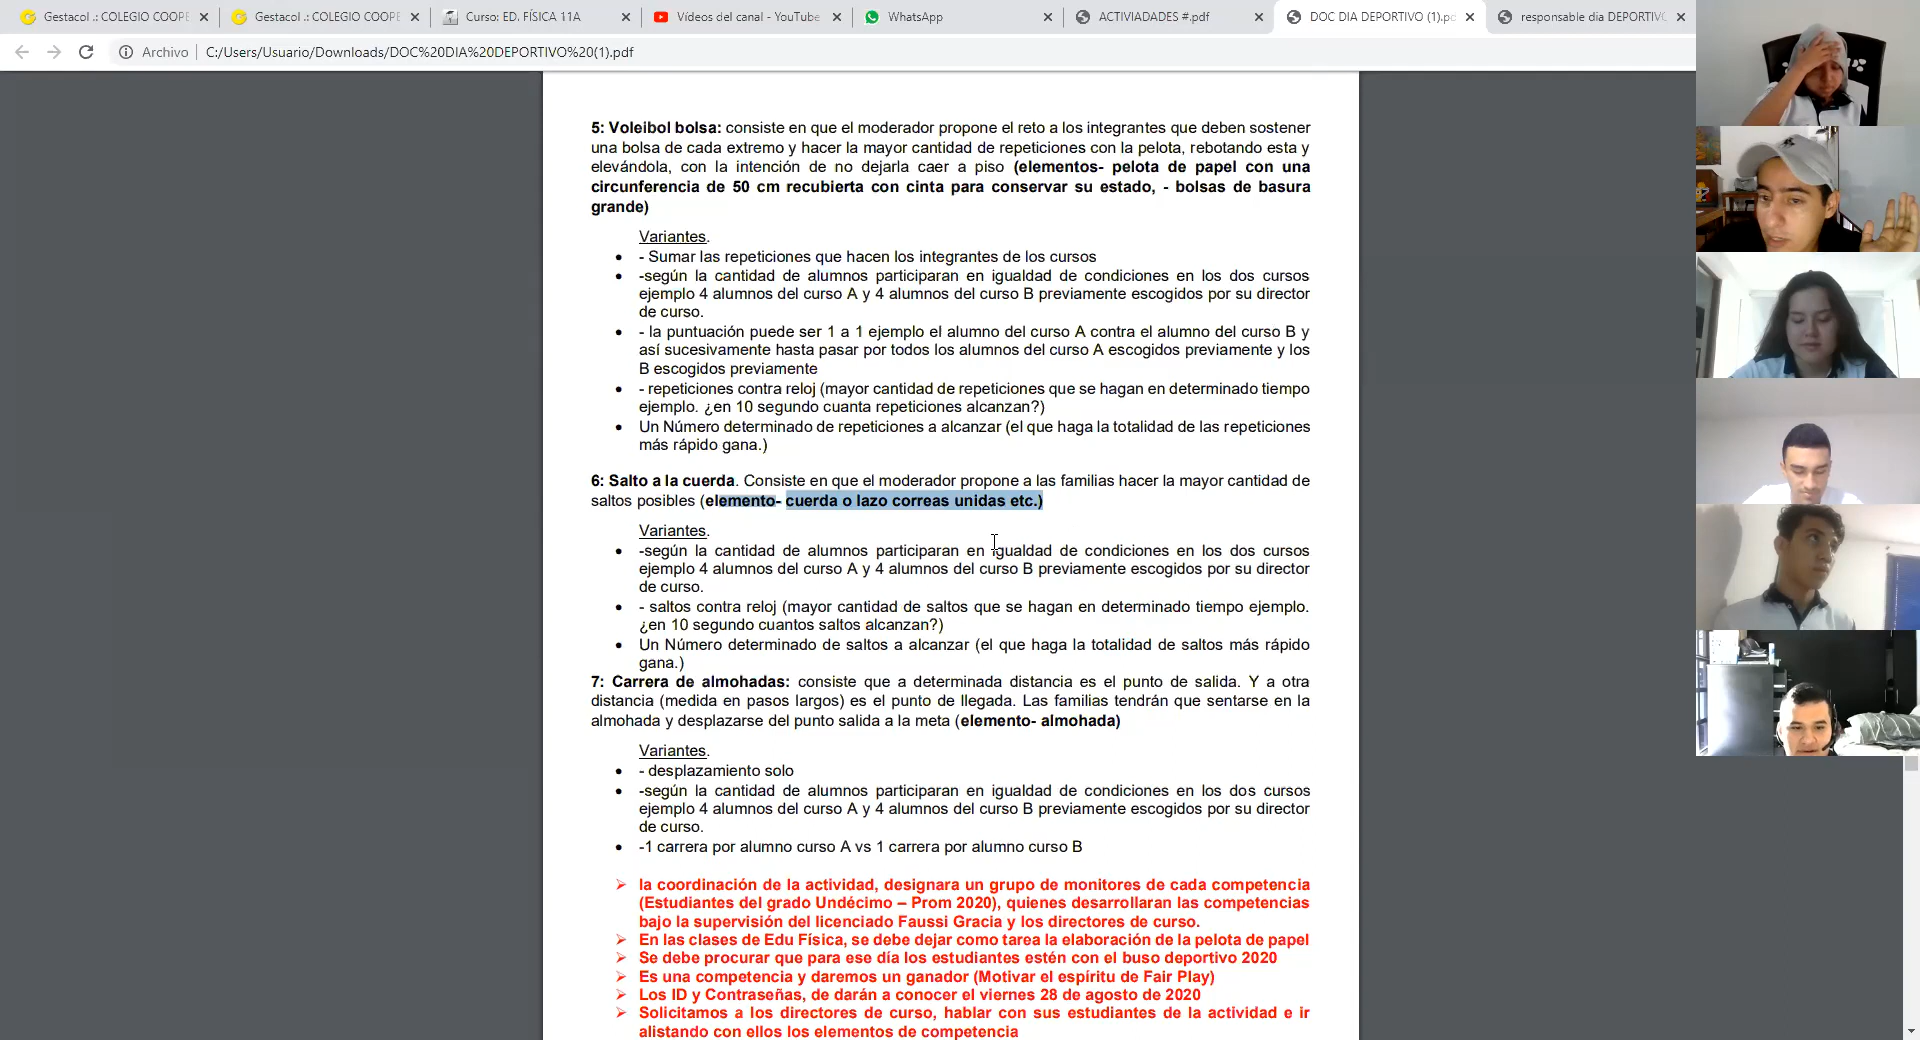 Gestacol .: COLEGIO COOPE
Gestacol .: COLEGIO COOPE
Curso: ED. FÍSICA 11A
Vídeos del canal - YouTube
WhatsApp
ACTIVIADADES #.pdf
DOC DIA DEPORTIVO (1).pd
responsable dia DEPORTIVO
Archivo
C:/Users/Usuario/Downloads/DOC%20DIA%20DEPORTIVO%20(1).pdf
5: Voleibol bolsa: consiste en que el moderador propone el reto a los integrantes que deben sostener
una bolsa de cada extremo y hacer la mayor cantidad de repeticiones con la pelota, rebotando esta y
elevándola, con la intención de no dejarla caer a piso (elementos- pelota de papel con una
circunferencia de 50 cm recubierta con cinta para conservar su estado, - bolsas de basura
grande)
Variantes.
• - Sumar las repeticiones que hacen los integrantes de los cursos
• -según la cantidad de alumnos participaran en igualdad de condiciones en los dos cursos
ejemplo 4 alumnos del curso A y 4 alumnos del curso B previamente escogidos por su director
de curso.
• - la puntuación puede ser 1 a 1 ejemplo el alumno del curso A contra el alumno del curso B y
así sucesivamente hasta pasar por todos los alumnos del curso A escogidos previamente y los
B escogidos previamente
• - repeticiones contra reloj (mayor cantidad de repeticiones que se hagan en determinado tiempo
ejemplo. ¿en 10 segundo cuanta repeticiones alcanzan?)
• Un Número determinado de repeticiones a alcanzar (el que haga la totalidad de las repeticiones
más rápido gana.)
6: Salto a la cuerda. Consiste en que el moderador propone a las familias hacer la mayor cantidad de
saltos posibles (elemento- cuerda o lazo correas unidas etc.)
Variantes.
• -según la cantidad de alumnos participaran en igualdad de condiciones en los dos cursos
ejemplo 4 alumnos del curso A y 4 alumnos del curso B previamente escogidos por su director
de curso.
• - saltos contra reloj (mayor cantidad de saltos que se hagan en determinado tiempo ejemplo.
¿en 10 segundo cuantos saltos alcanzan?)
• Un Número determinado de saltos a alcanzar (el que haga la totalidad de saltos más rápido
gana.)
7: Carrera de almohadas: consiste que a determinada distancia es el punto de salida. Y a otra
distancia (medida en pasos largos) es el punto de llegada. Las familias tendrán que sentarse en la
almohada y desplazarse del punto salida a la meta (elemento- almohada)
Variantes.
• - desplazamiento solo
• -según la cantidad de alumnos participaran en igualdad de condiciones en los dos cursos
ejemplo 4 alumnos del curso A y 4 alumnos del curso B previamente escogidos por su director
de curso.
• -1 carrera por alumno curso A vs 1 carrera por alumno curso B
➢ la coordinación de la actividad, designara un grupo de monitores de cada competencia
(Estudiantes del grado Undécimo – Prom 2020), quienes desarrollaran las competencias
bajo la supervisión del licenciado Faussi Gracia y los directores de curso.
➢ En las clases de Edu Física, se debe dejar como tarea la elaboración de la pelota de papel
➢ Se debe procurar que para ese día los estudiantes estén con el buso deportivo 2020
➢ Es una competencia y daremos un ganador (Motivar el espíritu de Fair Play)
➢ Los ID y Contraseñas, de darán a conocer el viernes 28 de agosto de 2020
➢ Solicitamos a los directores de curso, hablar con sus estudiantes de la actividad e ir
alistando con ellos los elementos de competencia